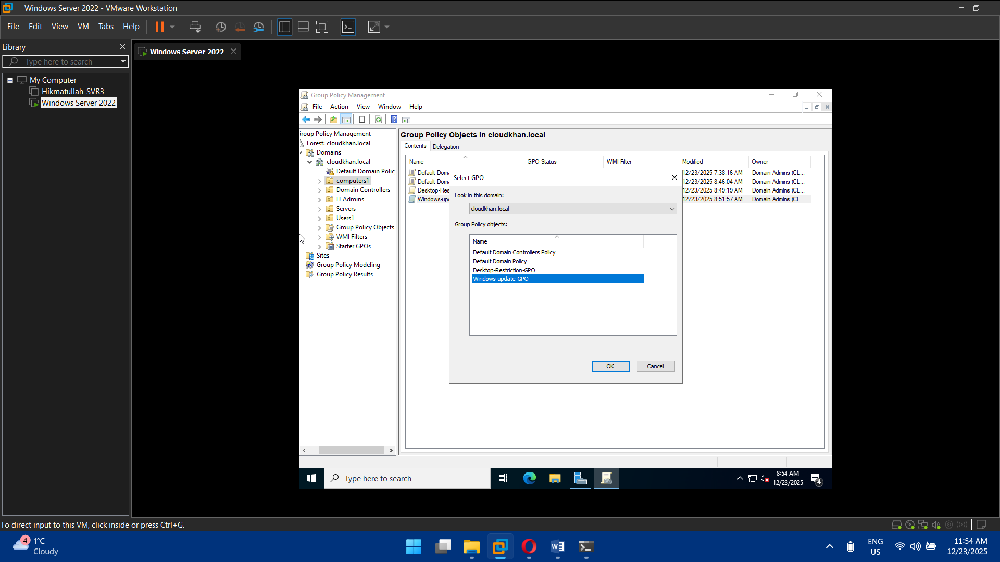 Windows Server 2022 - VMware Workstation
File Edit View VM Tabs Help
Library
Type here to search
My Computer
Hikmatullah-SVR3
Windows Server 2022
Windows Server 2022
Group Policy Management
File Action View Window Help
Group Policy Management
Forest: cloudkhan.local
Domains
cloudkhan.local
Default Domain Polic
computers1
Domain Controllers
IT Admins
Servers
Users1
Group Policy Objects
WMI Filters
Starter GPOs
Sites
Group Policy Modeling
Group Policy Results
Group Policy Objects in cloudkhan.local
Contents Delegation
Name GPO Status WMI Filter Modified Owner
Default Doma 12/23/2025 7:38:16 AM Domain Admins (CL...
Default Doma 12/23/2025 8:46:04 AM Domain Admins (CL...
Desktop-Res 12/23/2025 8:49:19 AM Domain Admins (CL...
Windows-upd 12/23/2025 8:51:57 AM Domain Admins (CL...
Select GPO
Look in this domain:
cloudkhan.local
Group Policy objects:
Name
Default Domain Controllers Policy
Default Domain Policy
Desktop-Restriction-GPO
Windows-update-GPO
OK Cancel
Type here to search
8:54 AM
12/23/2025
4
To direct input to this VM, click inside or press Ctrl+G.
4
1°C
Cloudy
ENG
US
11:54 AM
12/23/2025